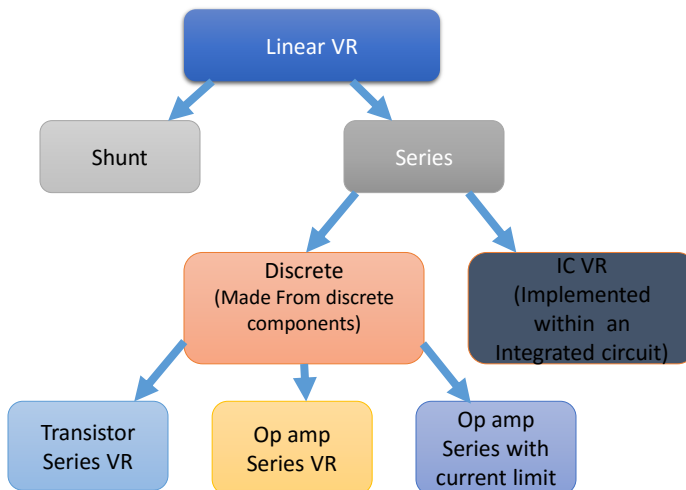 Linear VR
Shunt
Series
Discrete
(Made From discrete
components)
IC VR
(Implemented
within an
Integrated circuit)
Transistor
Series VR
Op amp
Series VR
Op amp
Series with
current limit